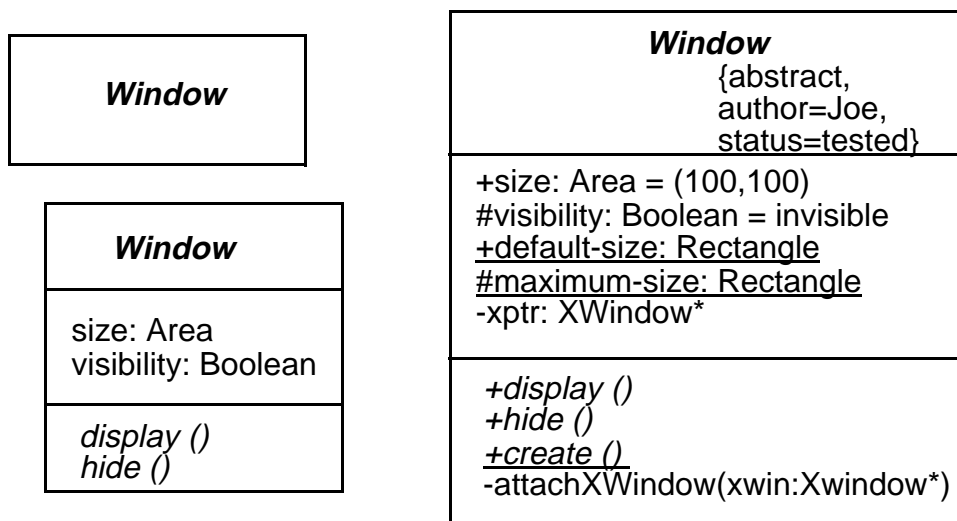 Window
Window
size: Area
visibility: Boolean
display ()
hide ()
Window
{abstract,
author=Joe,
status=tested}
+size: Area = (100,100)
#visibility: Boolean = invisible
+default-size: Rectangle
#maximum-size: Rectangle
-xptr: XWindow*
+display ()
+hide ()
+create ()
-attachXWindow(xwin:Xwindow*)